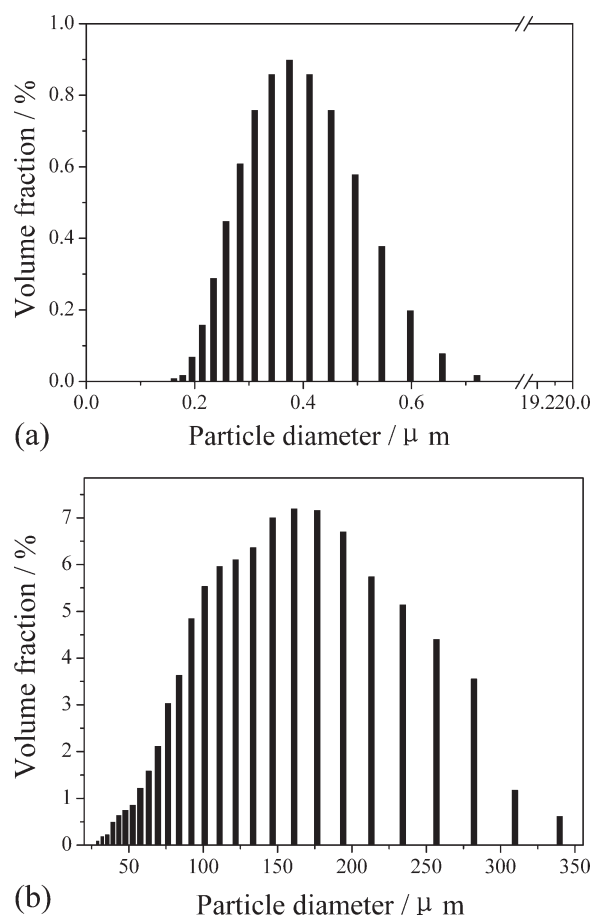 1.0
0.8
0.6
0.4
0.2
0.0
Volume fraction / %
0.0 0.2 0.4 0.6 19.220.0
(a) Particle diameter / μ m
7
6
5
4
3
2
1
0
Volume fraction / %
50 100 150 200 250 300 350
(b) Particle diameter / μ m